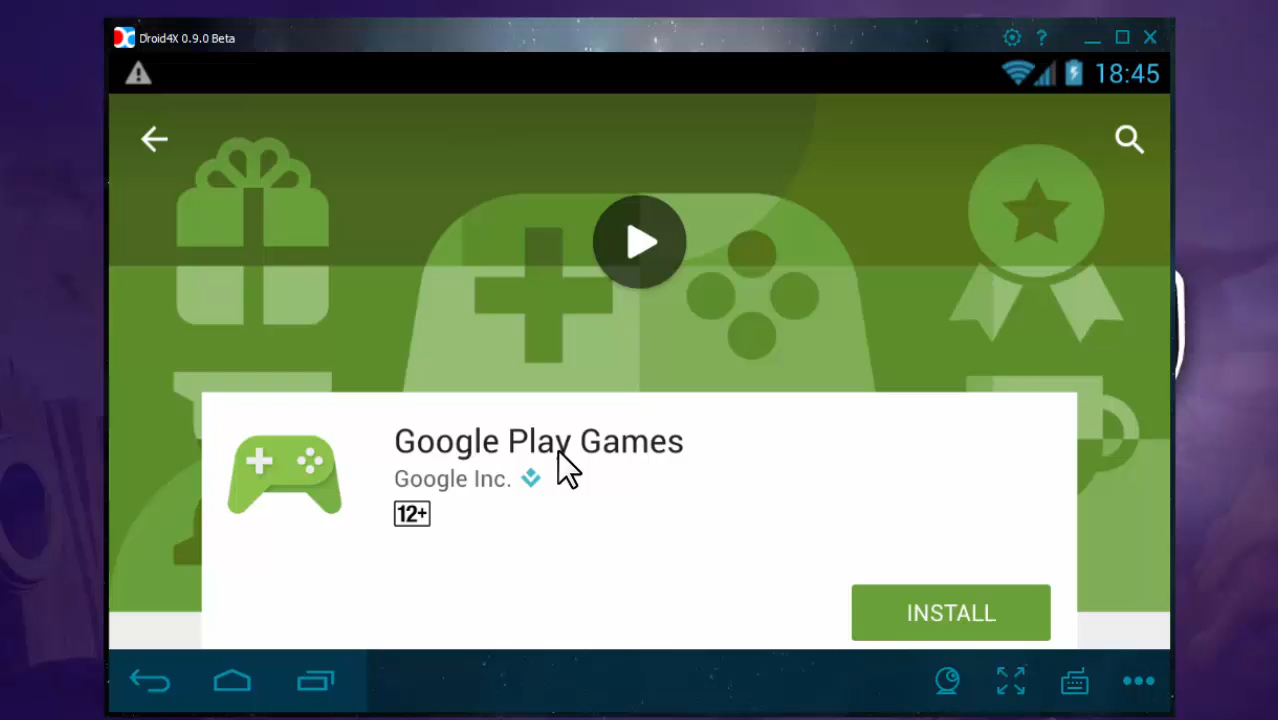 Droid4X 0.9.0 Beta
?
18:45
Google Play Games
Google Inc.
12+
INSTALL